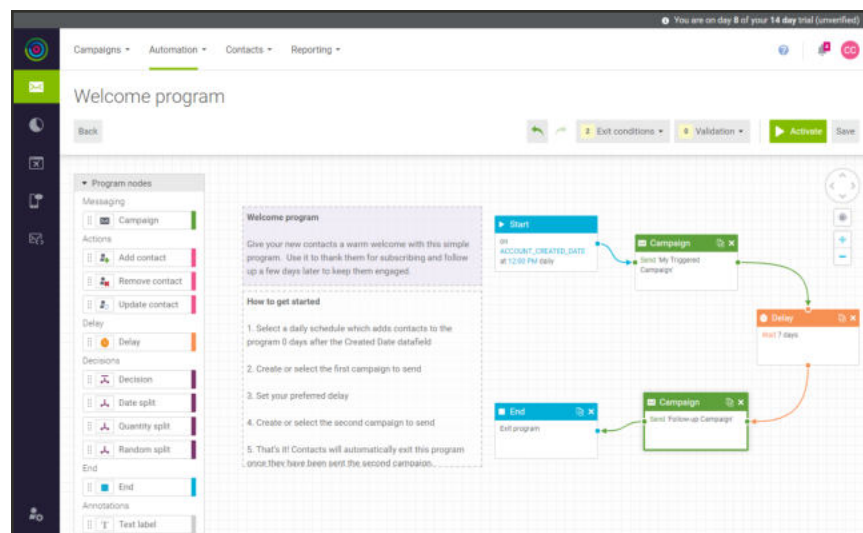 You are on day 8 of your 14 day trial (unverified)
Campaigns
Automation
Contacts
Reporting
CC
Welcome program
Back
2 Exit conditions
0 Validation
Activate
Save
Program nodes
Messaging
Campaign
Actions
Add contact
Remove contact
Update contact
Delay
Delay
Decisions
Decision
Date split
Quantity split
Random split
End
End
Annotations
T Text label
Welcome program
Give your new contacts a warm welcome with this simple
program. Use it to thank them for subscribing and follow
up a few days later to keep them engaged.
How to get started
1. Select a daily schedule which adds contacts to the
program 0 days after the Created Date datafield
2. Create or select the first campaign to send
3. Set your preferred delay
4. Create or select the second campaign to send
5. That's it! Contacts will automatically exit this program
once they have been sent the second campaign.
Start
on
ACCOUNT_CREATED_DATE
at 12:00 PM daily
Campaign
Send 'My Triggered
Campaign'
Delay
Wait 7 days
Campaign
Send 'Follow-up Campaign'
End
Exit program